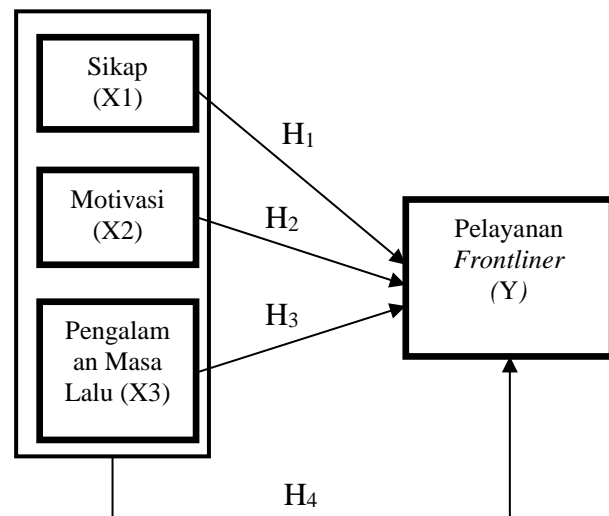 Sikap
(X1)
H1
Motivasi
(X2)
H2
Pelayanan
Frontliner
(Y)
H3
Pengalam
an Masa
Lalu (X3)
H4